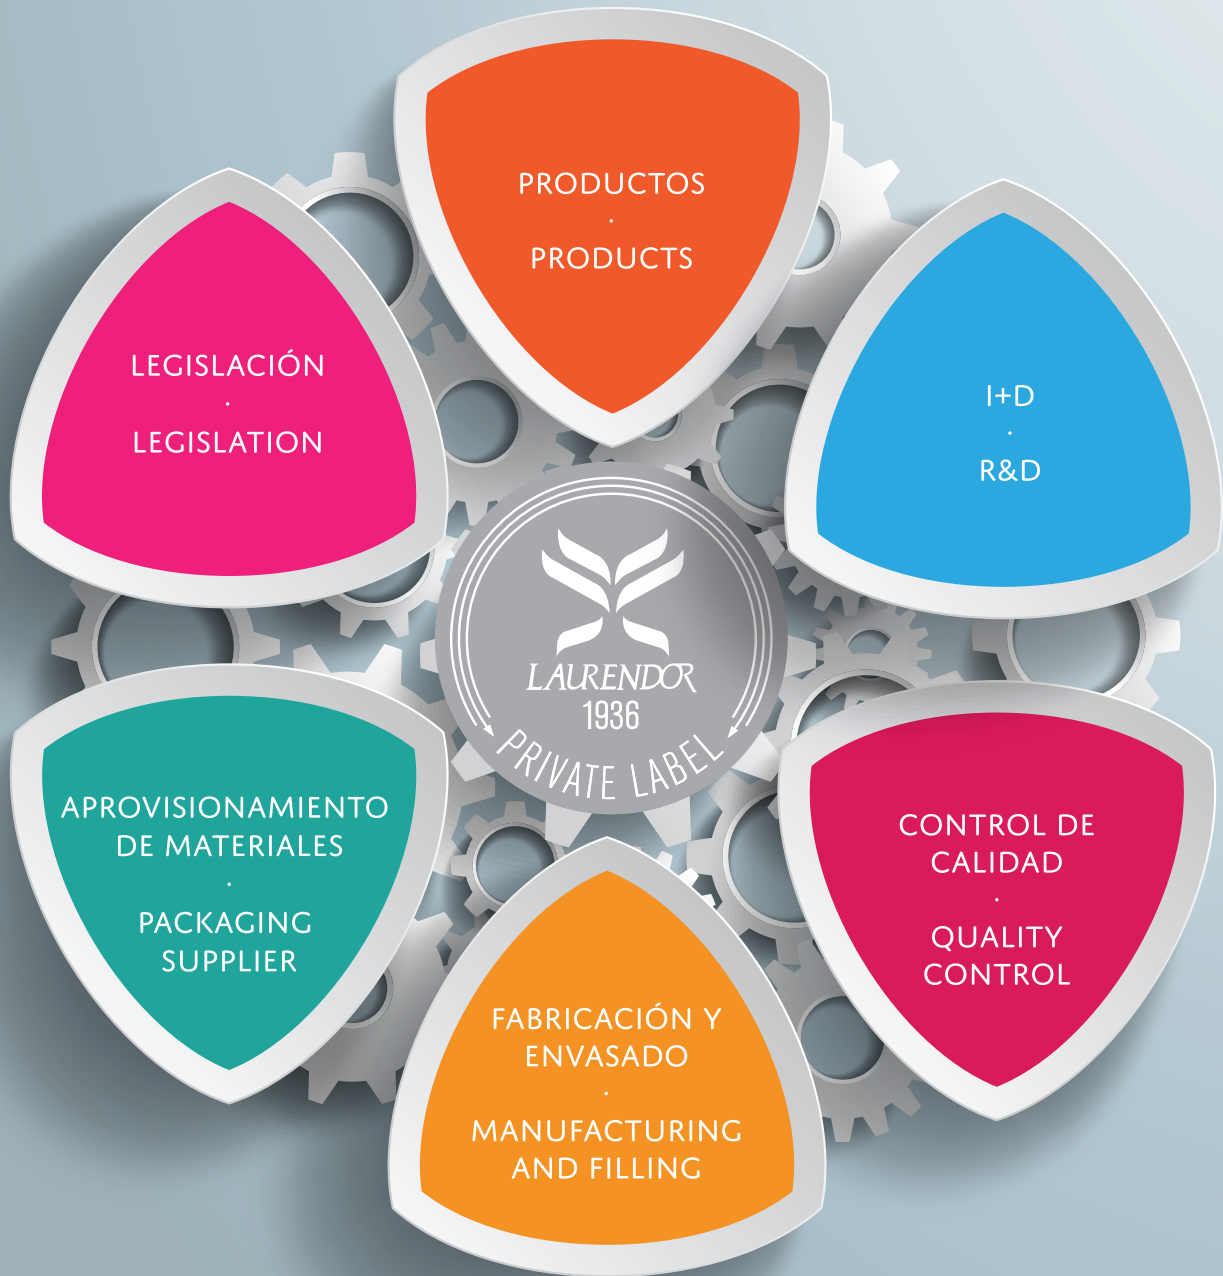 PRODUCTOS
·
PRODUCTS
LEGISLACIÓN
·
LEGISLATION
I+D
·
R&D
LAURENDOR
1936
PRIVATE LABEL
APROVISIONAMIENTO
DE MATERIALES
·
PACKAGING
SUPPLIER
CONTROL DE
CALIDAD
·
QUALITY
CONTROL
FABRICACIÓN Y
ENVASADO
·
MANUFACTURING
AND FILLING